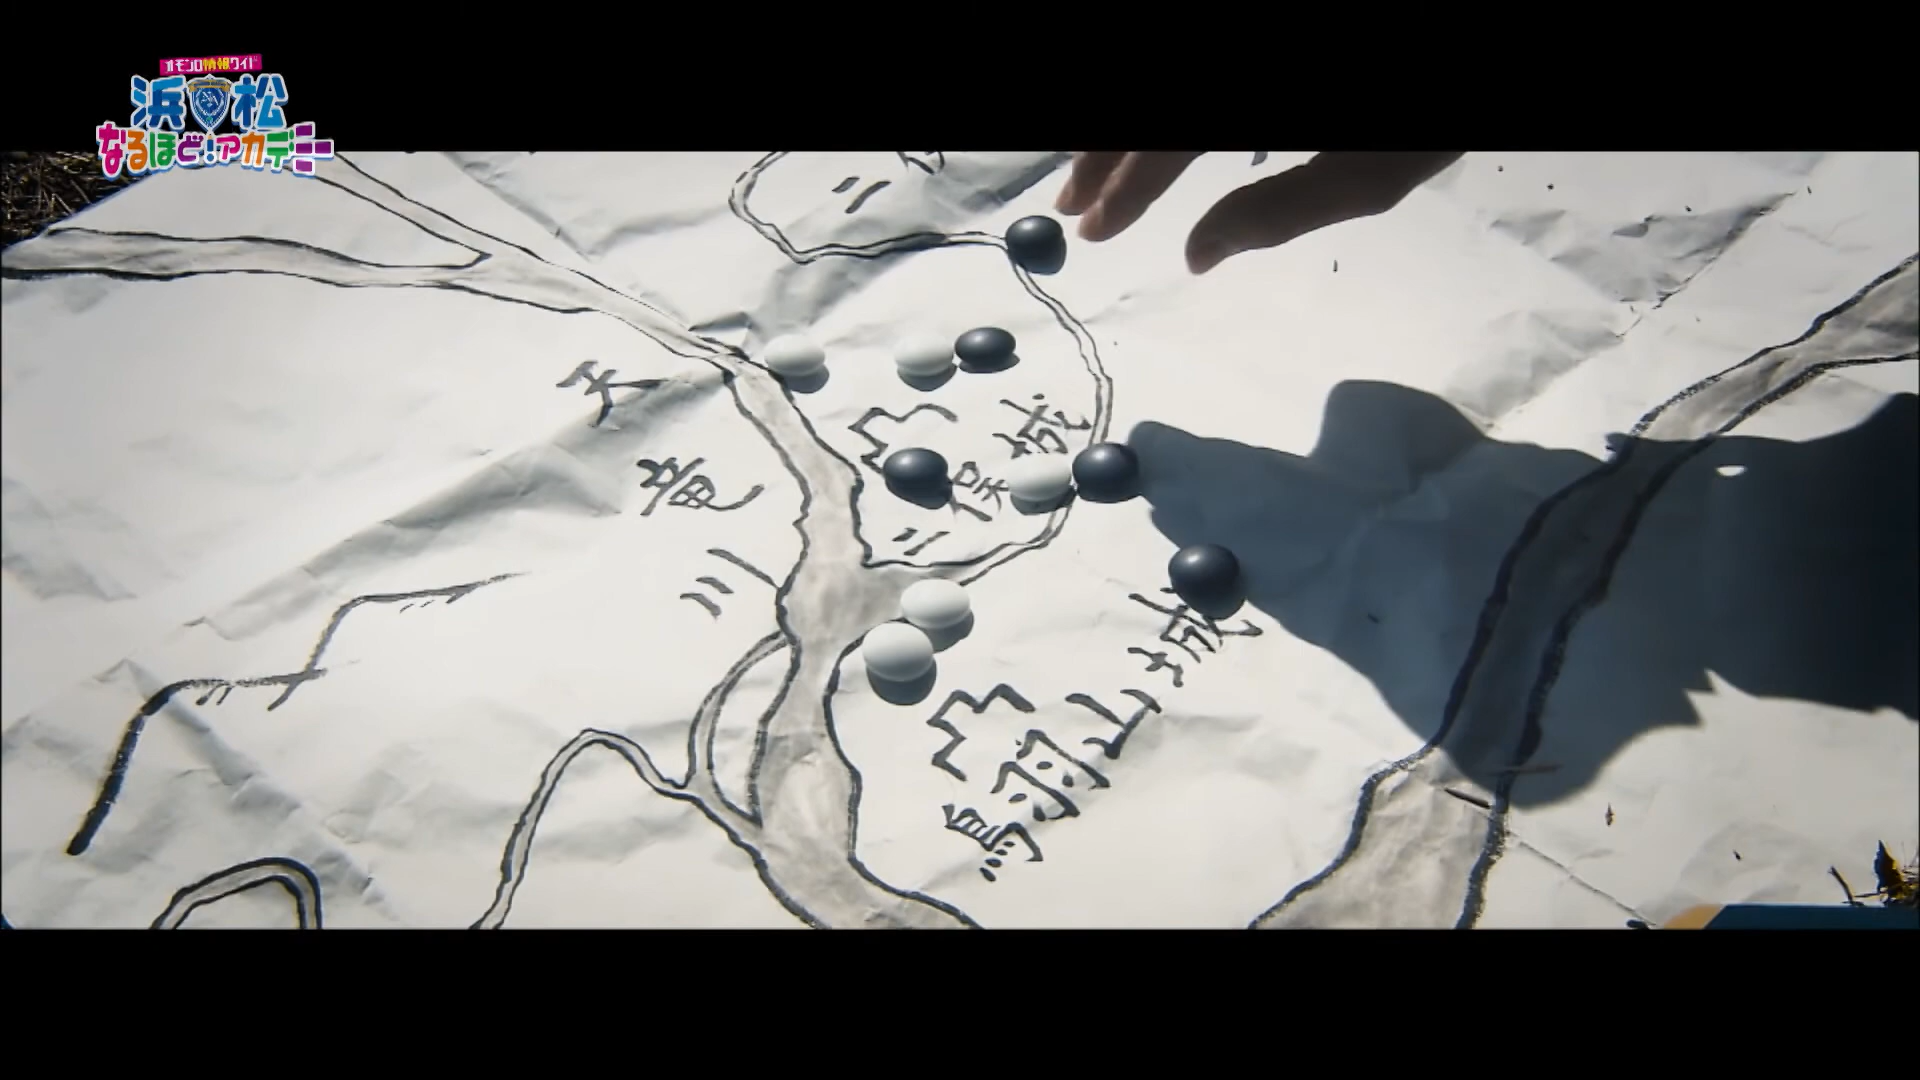 オモシロ情報ワイド
浜松
なるほど!アカデミー
二
天竜川
二俣城
鳥羽山城